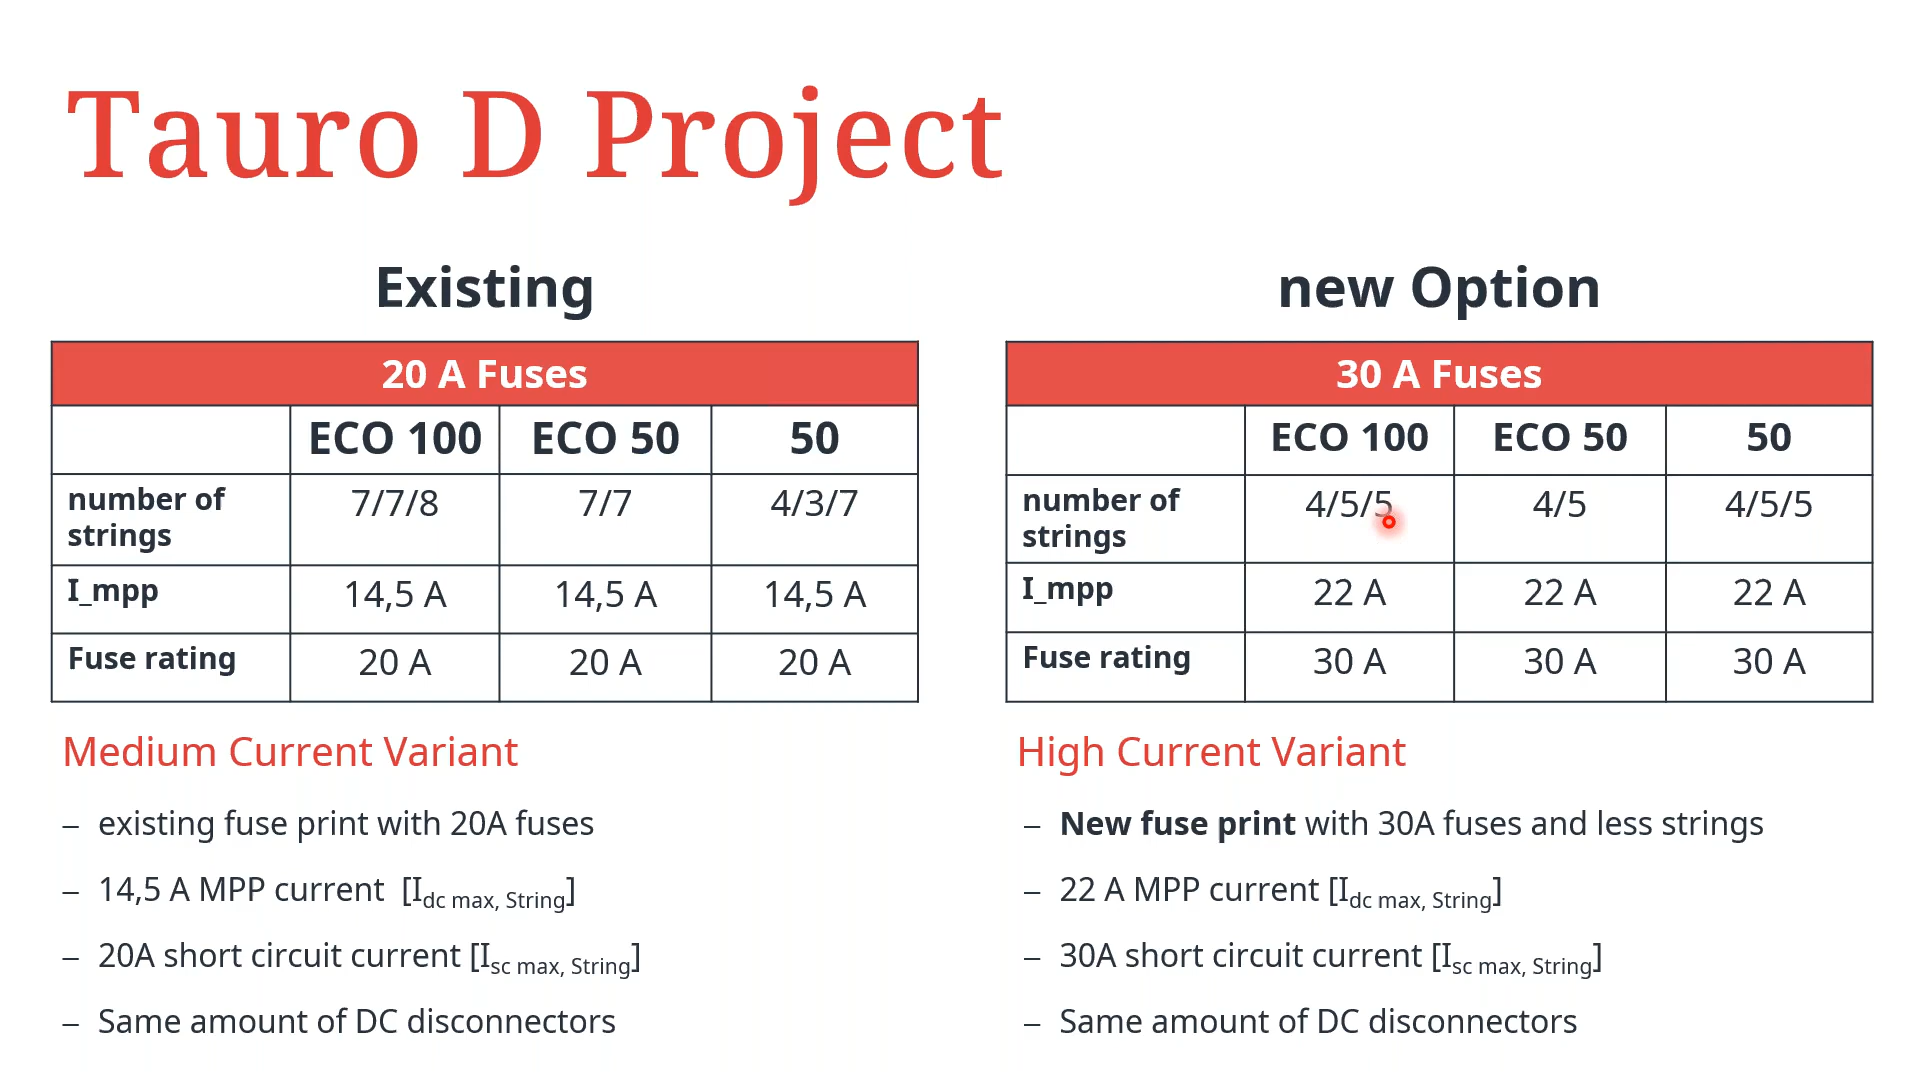 Tauro D Project
Existing
20 A Fuses
ECO 100 ECO 50 50
number of strings 7/7/8 7/7 4/3/7
I_mpp 14,5 A 14,5 A 14,5 A
Fuse rating 20 A 20 A 20 A
Medium Current Variant
– existing fuse print with 20A fuses
– 14,5 A MPP current [Idc max, String]
– 20A short circuit current [Isc max, String]
– Same amount of DC disconnectors
new Option
30 A Fuses
ECO 100 ECO 50 50
number of strings 4/5/5 4/5 4/5/5
I_mpp 22 A 22 A 22 A
Fuse rating 30 A 30 A 30 A
High Current Variant
– New fuse print with 30A fuses and less strings
– 22 A MPP current [Idc max, String]
– 30A short circuit current [Isc max, String]
– Same amount of DC disconnectors